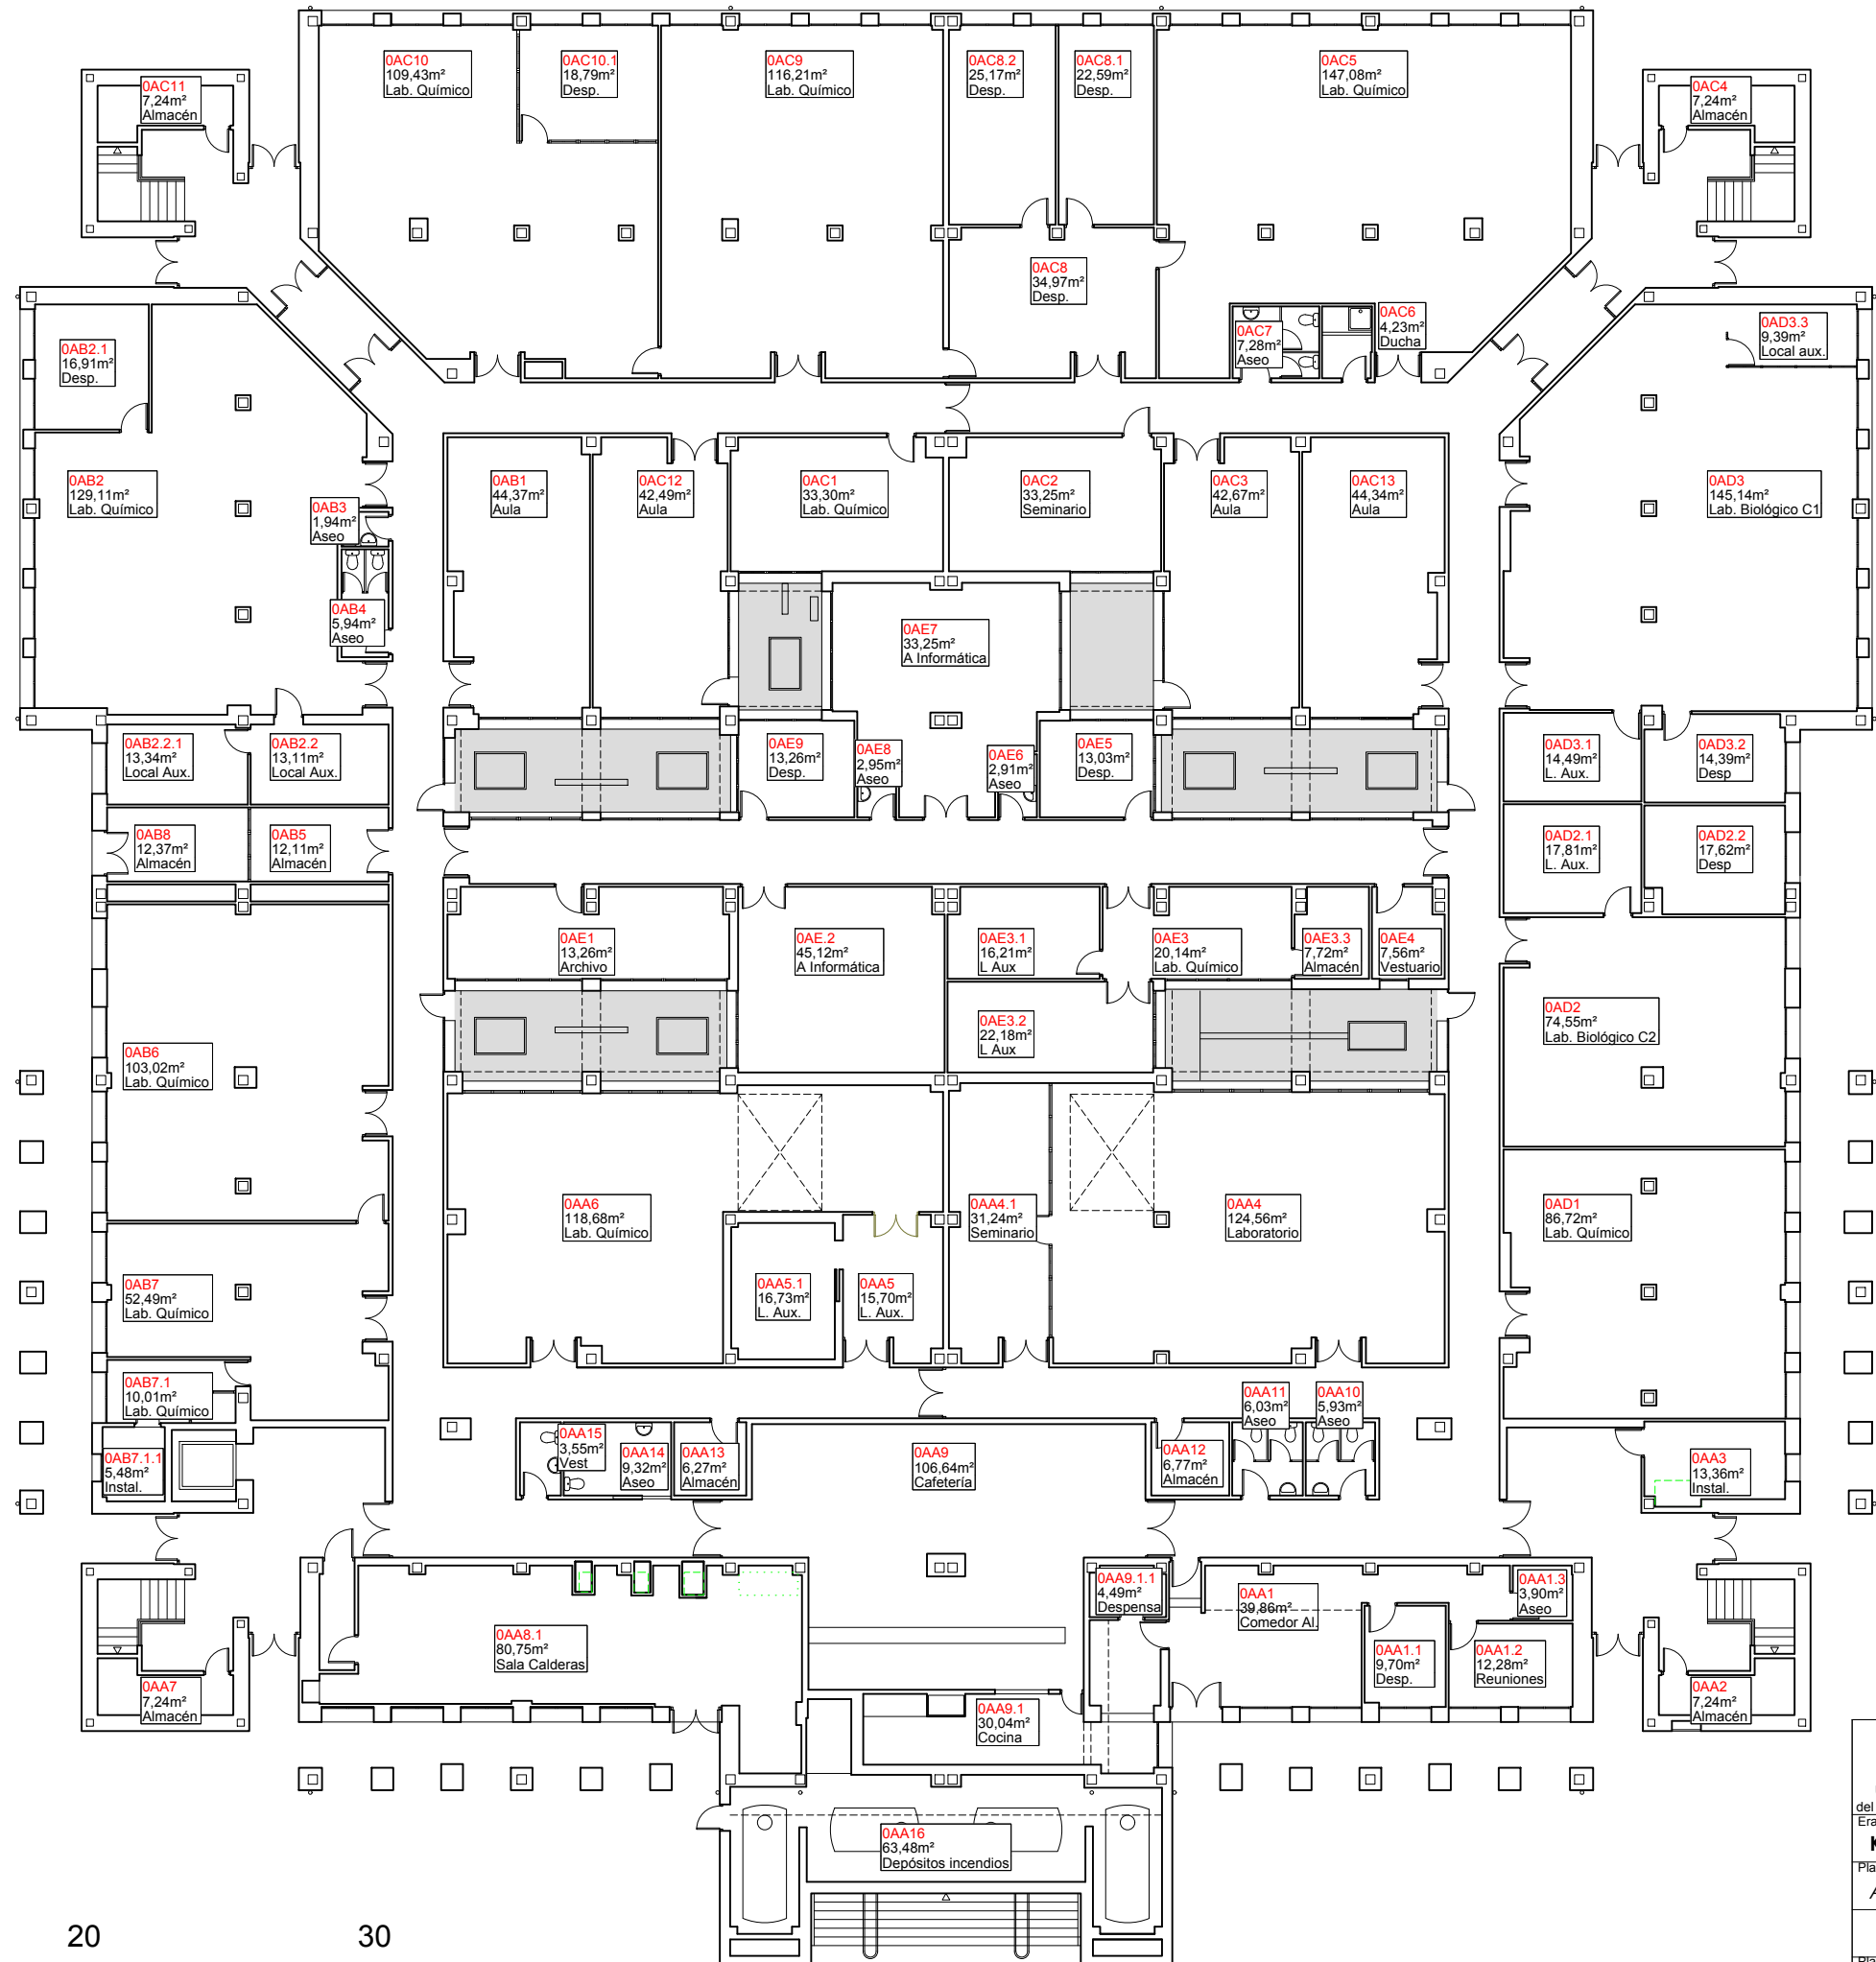 0AC10
109,43m²
Lab. Químico
0AC10.1
18,79m²
Desp.
0AC9
116,21m²
Lab. Químico
0AC8.2
25,17m²
Desp.
0AC8.1
22,59m²
Desp.
0AC5
147,08m²
Lab. Químico
0AC11
7,24m²
Almacén
0AC4
7,24m²
Almacén
0AC8
34,97m²
Desp.
0AC7
7,28m²
Aseo
0AC6
4,23m²
Ducha
0AD3.3
9,39m²
Local aux.
0AB2.1
16,91m²
Desp.
0AB2
129,11m²
Lab. Químico
0AB3
1,94m²
Aseo
0AB1
44,37m²
Aula
0AC12
42,49m²
Aula
0AC1
33,30m²
Lab. Químico
0AC2
33,25m²
Seminario
0AC3
42,67m²
Aula
0AC13
44,34m²
Aula
0AD3
145,14m²
Lab. Biológico C1
0AB4
5,94m²
Aseo
0AE7
33,25m²
A Informática
0AB2.2.1
13,34m²
Local Aux.
0AB2.2
13,11m²
Local Aux.
0AE9
13,26m²
Desp.
0AE8
2,95m²
Aseo
0AE6
2,91m²
Aseo
0AE5
13,03m²
Desp.
0AD3.1
14,49m²
L. Aux.
0AD3.2
14,39m²
Desp
0AB8
12,37m²
Almacén
0AB5
12,11m²
Almacén
0AD2.1
17,81m²
L. Aux.
0AD2.2
17,62m²
Desp
0AE1
13,26m²
Archivo
0AE.2
45,12m²
A Informática
0AE3.1
16,21m²
L Aux
0AE3
20,14m²
Lab. Químico
0AE3.3
7,72m²
Almacén
0AE4
7,56m²
Vestuario
0AE3.2
22,18m²
L Aux
0AD2
74,55m²
Lab. Biológico C2
0AB6
103,02m²
Lab. Químico
0AA6
118,68m²
Lab. Químico
0AA4.1
31,24m²
Seminario
0AA4
124,56m²
Laboratorio
0AD1
86,72m²
Lab. Químico
0AB7
52,49m²
Lab. Químico
0AA5.1
16,73m²
L. Aux.
0AA5
15,70m²
L. Aux.
0AB7.1
10,01m²
Lab. Químico
0AA11
6,03m²
Aseo
0AA10
5,93m²
Aseo
0AB7.1.1
5,48m²
Instal.
0AA15
3,55m²
Vest
0AA14
9,32m²
Aseo
0AA13
6,27m²
Almacén
0AA9
106,64m²
Cafetería
0AA12
6,77m²
Almacén
0AA3
13,36m²
Instal.
0AA8.1
80,75m²
Sala Calderas
0AA9.1.1
4,49m²
Despensa
0AA1
39,86m²
Comedor Al.
0AA1.3
3,90m²
Aseo
0AA1.1
9,70m²
Desp.
0AA1.2
12,28m²
Reuniones
0AA7
7,24m²
Almacén
0AA9.1
30,04m²
Cocina
0AA2
7,24m²
Almacén
0AA16
63,48m²
Depósitos incendios
del
20
30